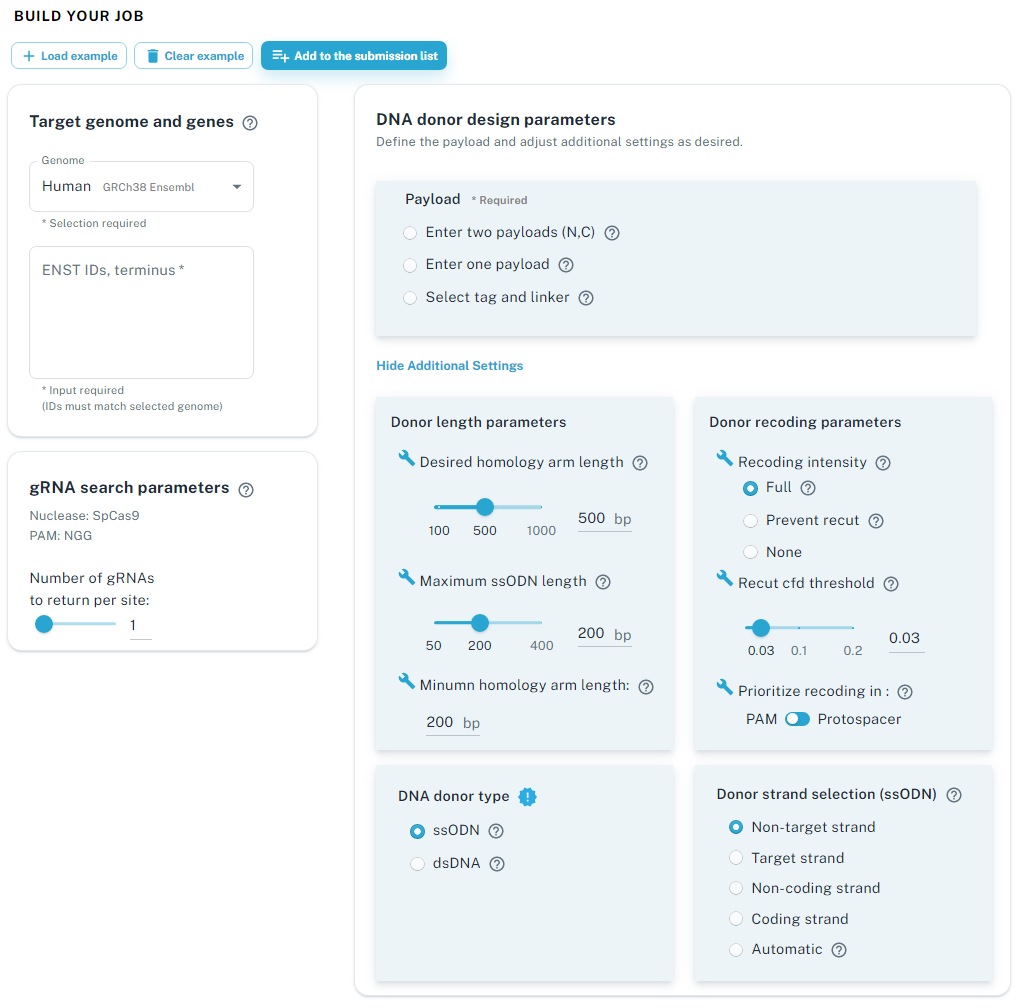 BUILD YOUR JOB
Load example
Clear example
Add to the submission list
Target genome and genes
Genome
Human GRCh38 Ensembl
* Selection required
ENST IDs, terminus *
* Input required
(IDs must match selected genome)
gRNA search parameters
Nuclease: SpCas9
PAM: NGG
Number of gRNAs
to return per site:
1
DNA donor design parameters
Define the payload and adjust additional settings as desired.
Payload * Required
Enter two payloads (N,C)
Enter one payload
Select tag and linker
Hide Additional Settings
Donor length parameters
Desired homology arm length
500 bp
100 500 1000
Maximum ssODN length
200 bp
50 200 400
Minumn homology arm length:
200 bp
Donor recoding parameters
Recoding intensity
Full
Prevent recut
None
Recut cfd threshold
0.03
0.03 0.1 0.2
Prioritize recoding in :
PAM Protospacer
DNA donor type
ssODN
dsDNA
Donor strand selection (ssODN)
Non-target strand
Target strand
Non-coding strand
Coding strand
Automatic